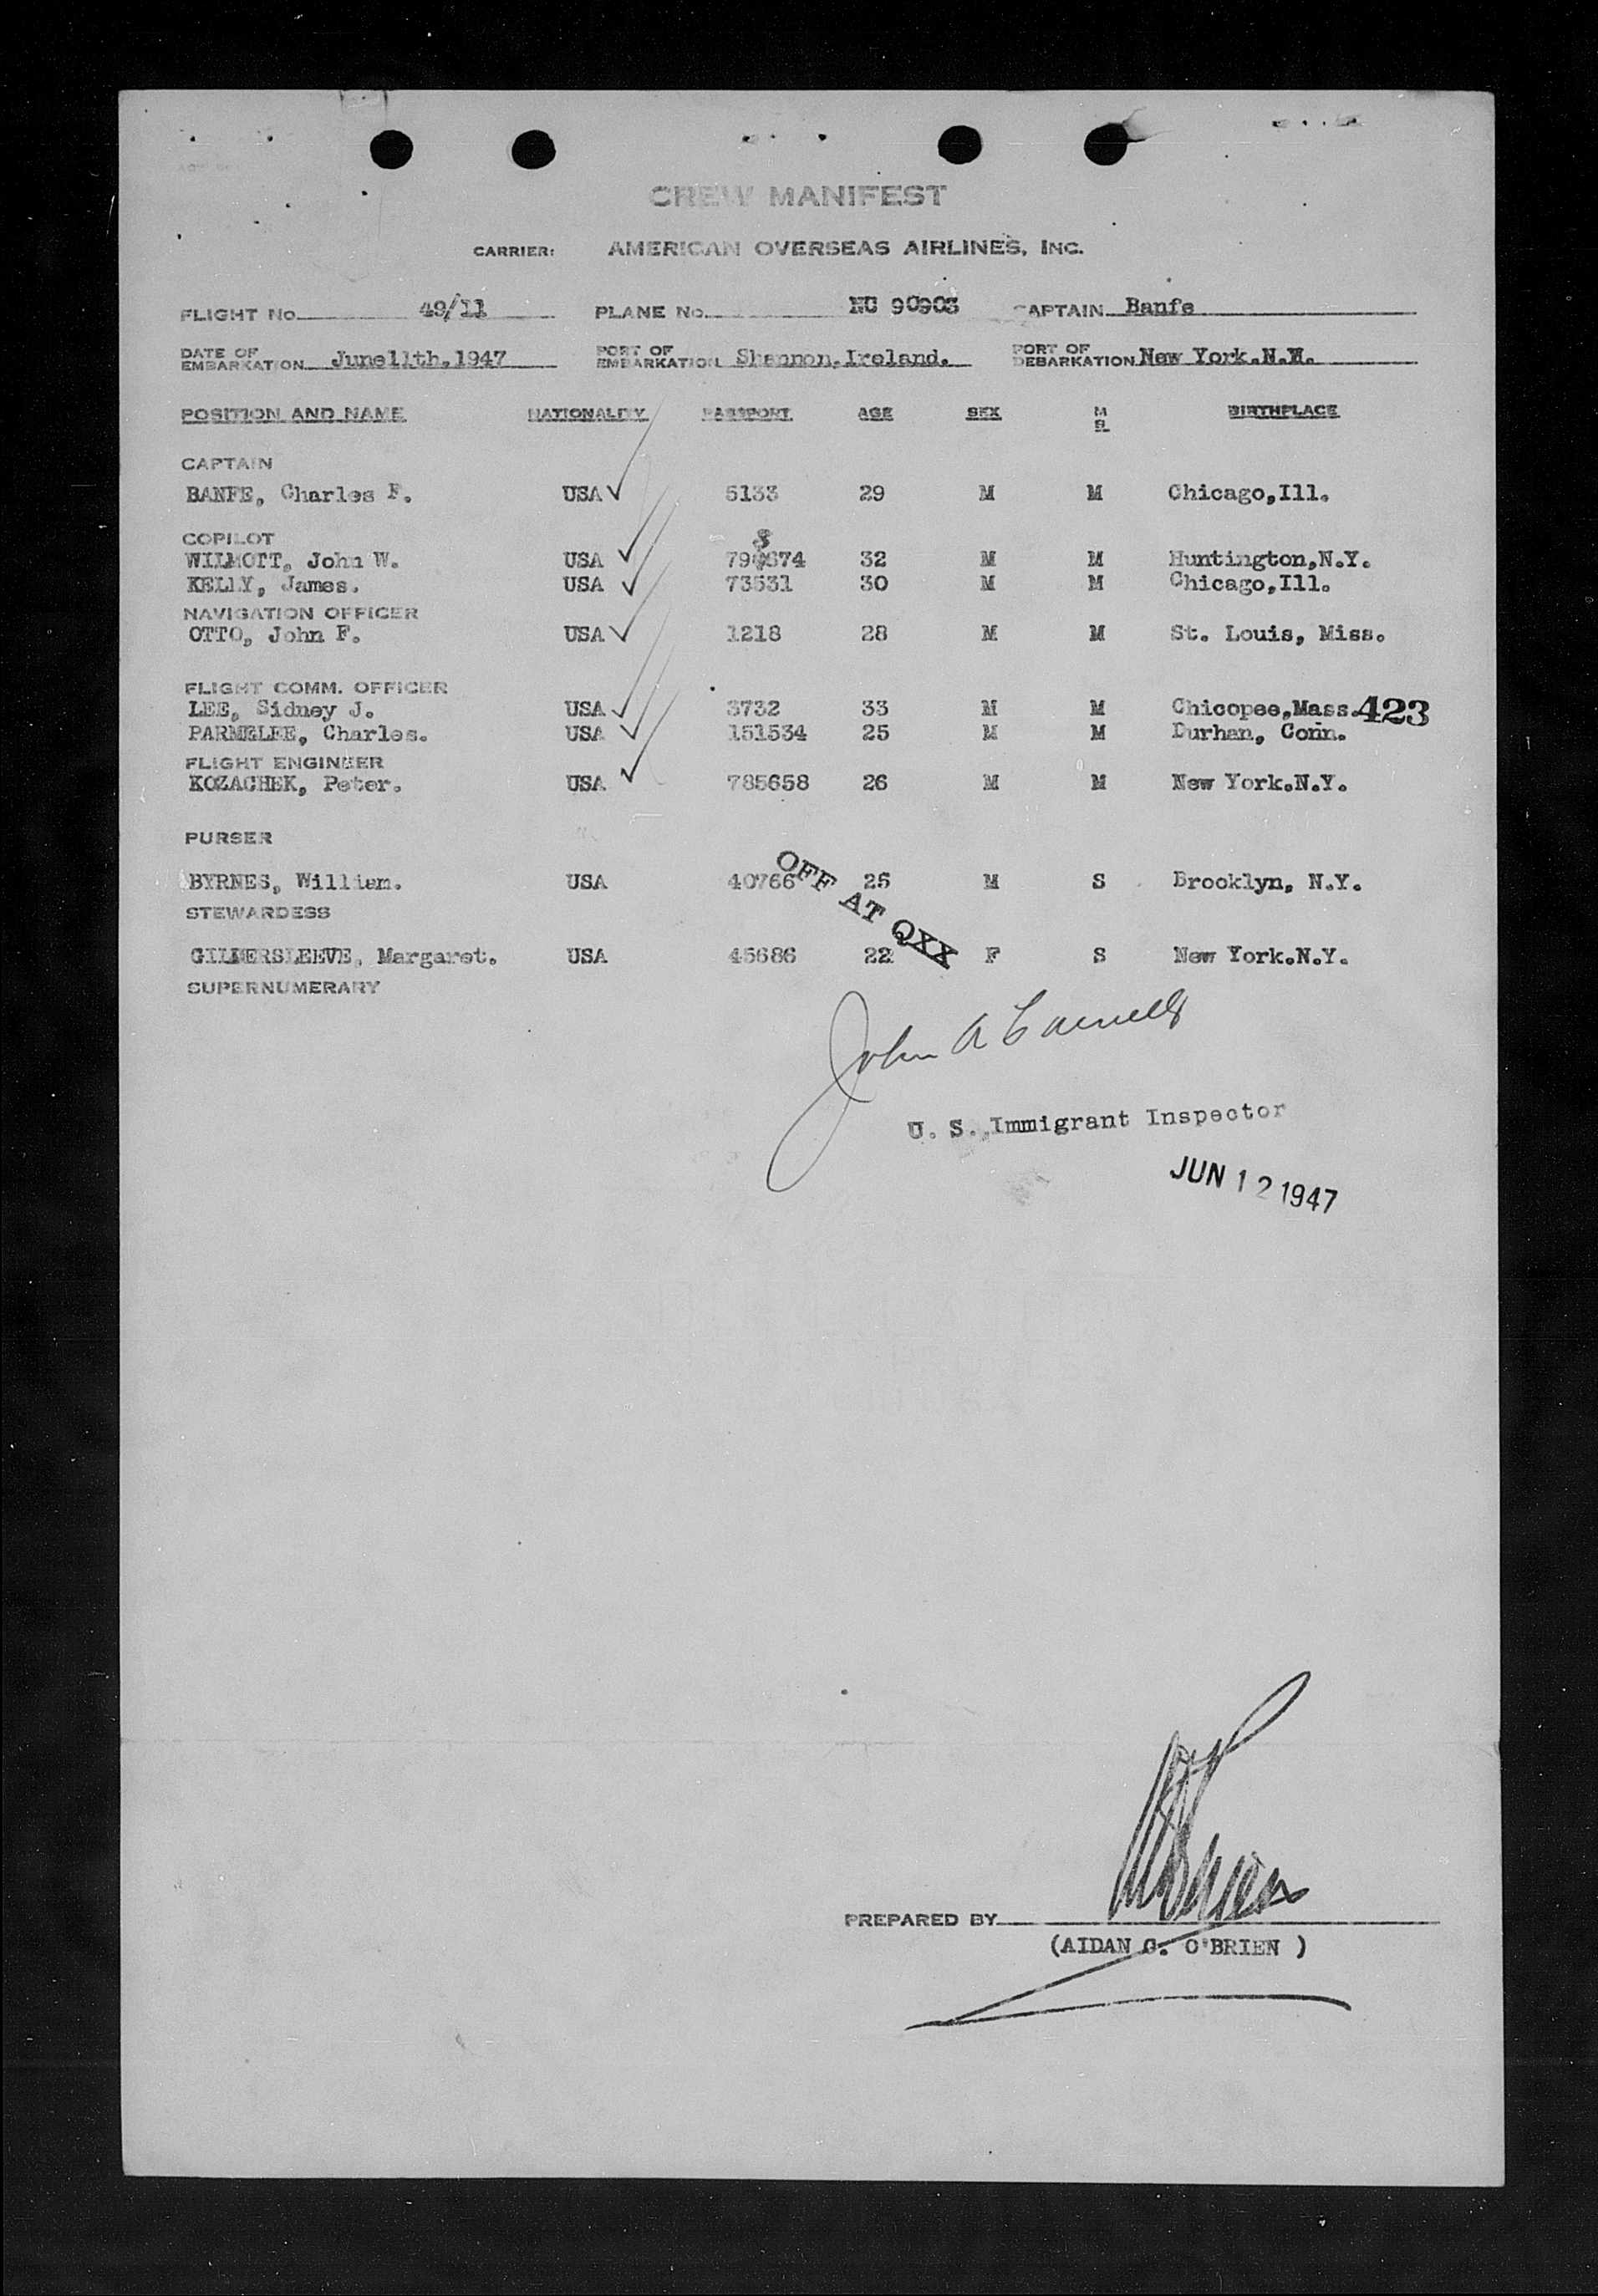 CREW MANIFEST
CARRIER: AMERICAN OVERSEAS AIRLINES, INC.
FLIGHT No. 49/11 PLANE No. NC 90903 CAPTAIN Banfe
DATE OF EMBARKATION June11th,1947 PORT OF EMBARKATION Shannon,Ireland. PORT OF DEBARKATION New York.N.Y.
POSITION AND NAME NATIONALITY PASSPORT AGE SEX M S BIRTHPLACE
CAPTAIN
BANFE, Charles F. USA ✓ 5133 29 M M Chicago,Ill.
COPILOT
WILMOTT, John W. USA ✓ 798674 32 M M Huntington,N.Y.
KELLY, James. USA ✓ 73531 30 M M Chicago,Ill.
NAVIGATION OFFICER
OTTO, John F. USA ✓ 1218 28 M M St. Louis, Miss.
FLIGHT COMM. OFFICER
LEE, Sidney J. USA ✓ 3732 33 M M Chicopee,Mass. 423
PARMELEE, Charles. USA ✓ 151534 25 M M Durhan, Conn.
FLIGHT ENGINEER
KOZACHEK, Peter. USA ✓ 785658 26 M M New York.N.Y.
PURSER
BYRNES, William. USA 40766 25 M S Brooklyn, N.Y.
OFF AT QXX
STEWARDESS
GILDERSLEEVE, Margaret. USA 45686 22 F S New York.N.Y.
SUPERNUMERARY
John A
U. S. Immigrant Inspector
JUN 12 1947
PREPARED BY
(AIDAN G. O'BRIEN )